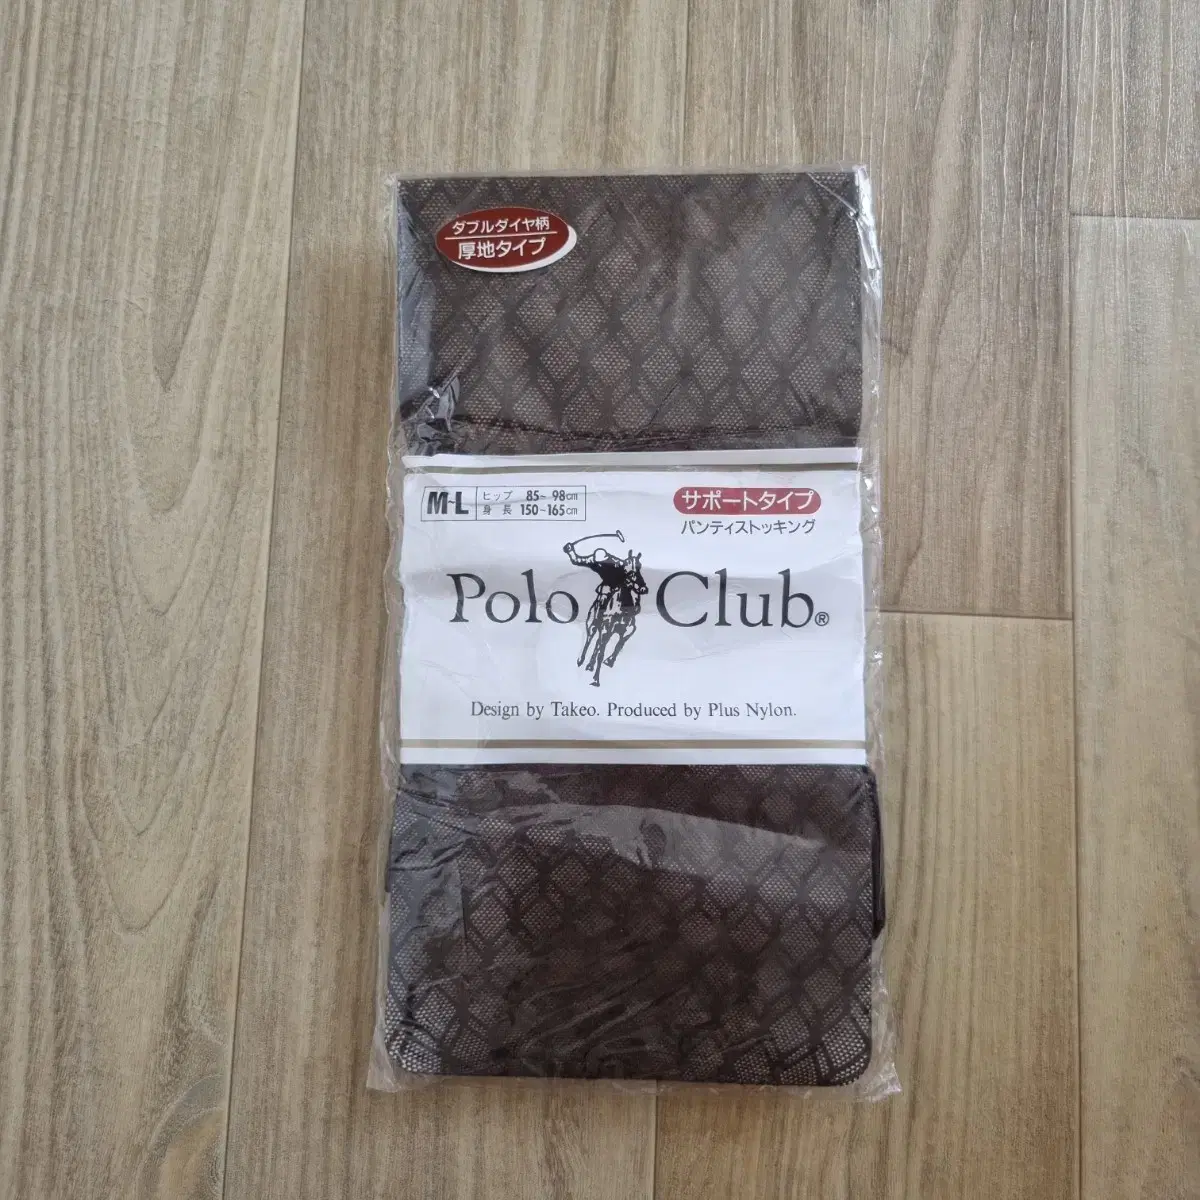 ダブルダイヤ柄
厚地タイプ
M~L ヒップ 85~98cm
身長 150~165cm
サポートタイプ
パンティストッキング
Polo Club®
Design by Takeo. Produced by Plus Nylon.